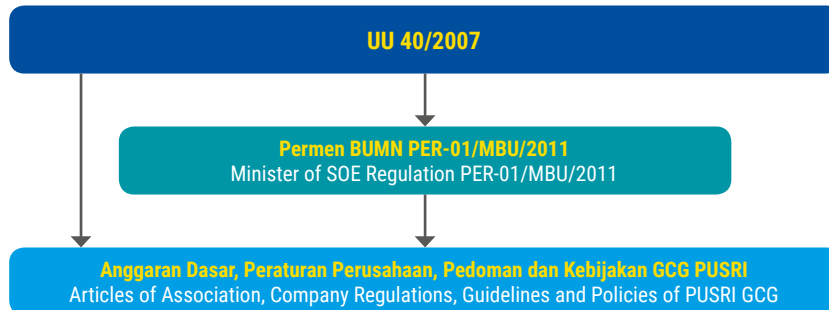 UU 40/2007
Permen BUMN PER-01/MBU/2011
Minister of SOE Regulation PER-01/MBU/2011
Anggaran Dasar, Peraturan Perusahaan, Pedoman dan Kebijakan GCG PUSRI
Articles of Association, Company Regulations, Guidelines and Policies of PUSRI GCG